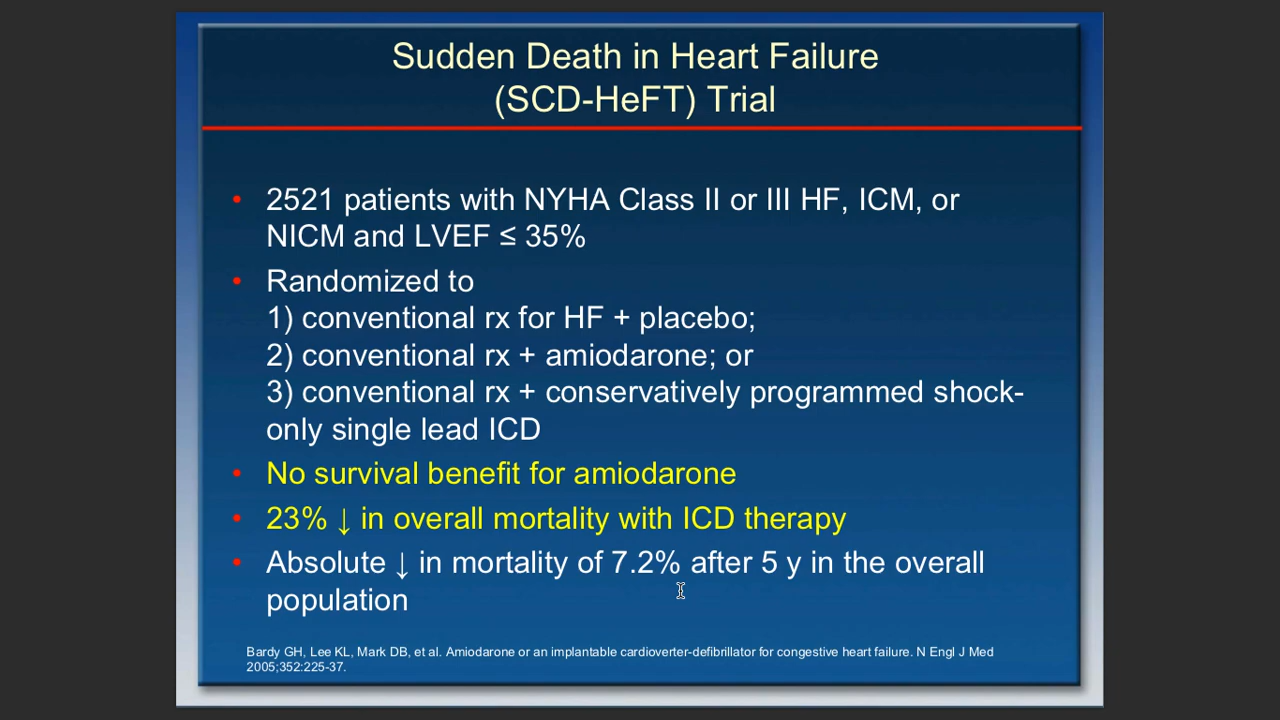 Sudden Death in Heart Failure
(SCD-HeFT) Trial
• 2521 patients with NYHA Class II or III HF, ICM, or
NICM and LVEF ≤ 35%
• Randomized to
1) conventional rx for HF + placebo;
2) conventional rx + amiodarone; or
3) conventional rx + conservatively programmed shock-
only single lead ICD
• No survival benefit for amiodarone
• 23% ↓ in overall mortality with ICD therapy
• Absolute ↓ in mortality of 7.2% after 5 y in the overall
population
Bardy GH, Lee KL, Mark DB, et al. Amiodarone or an implantable cardioverter-defibrillator for congestive heart failure. N Engl J Med
2005;352:225-37.